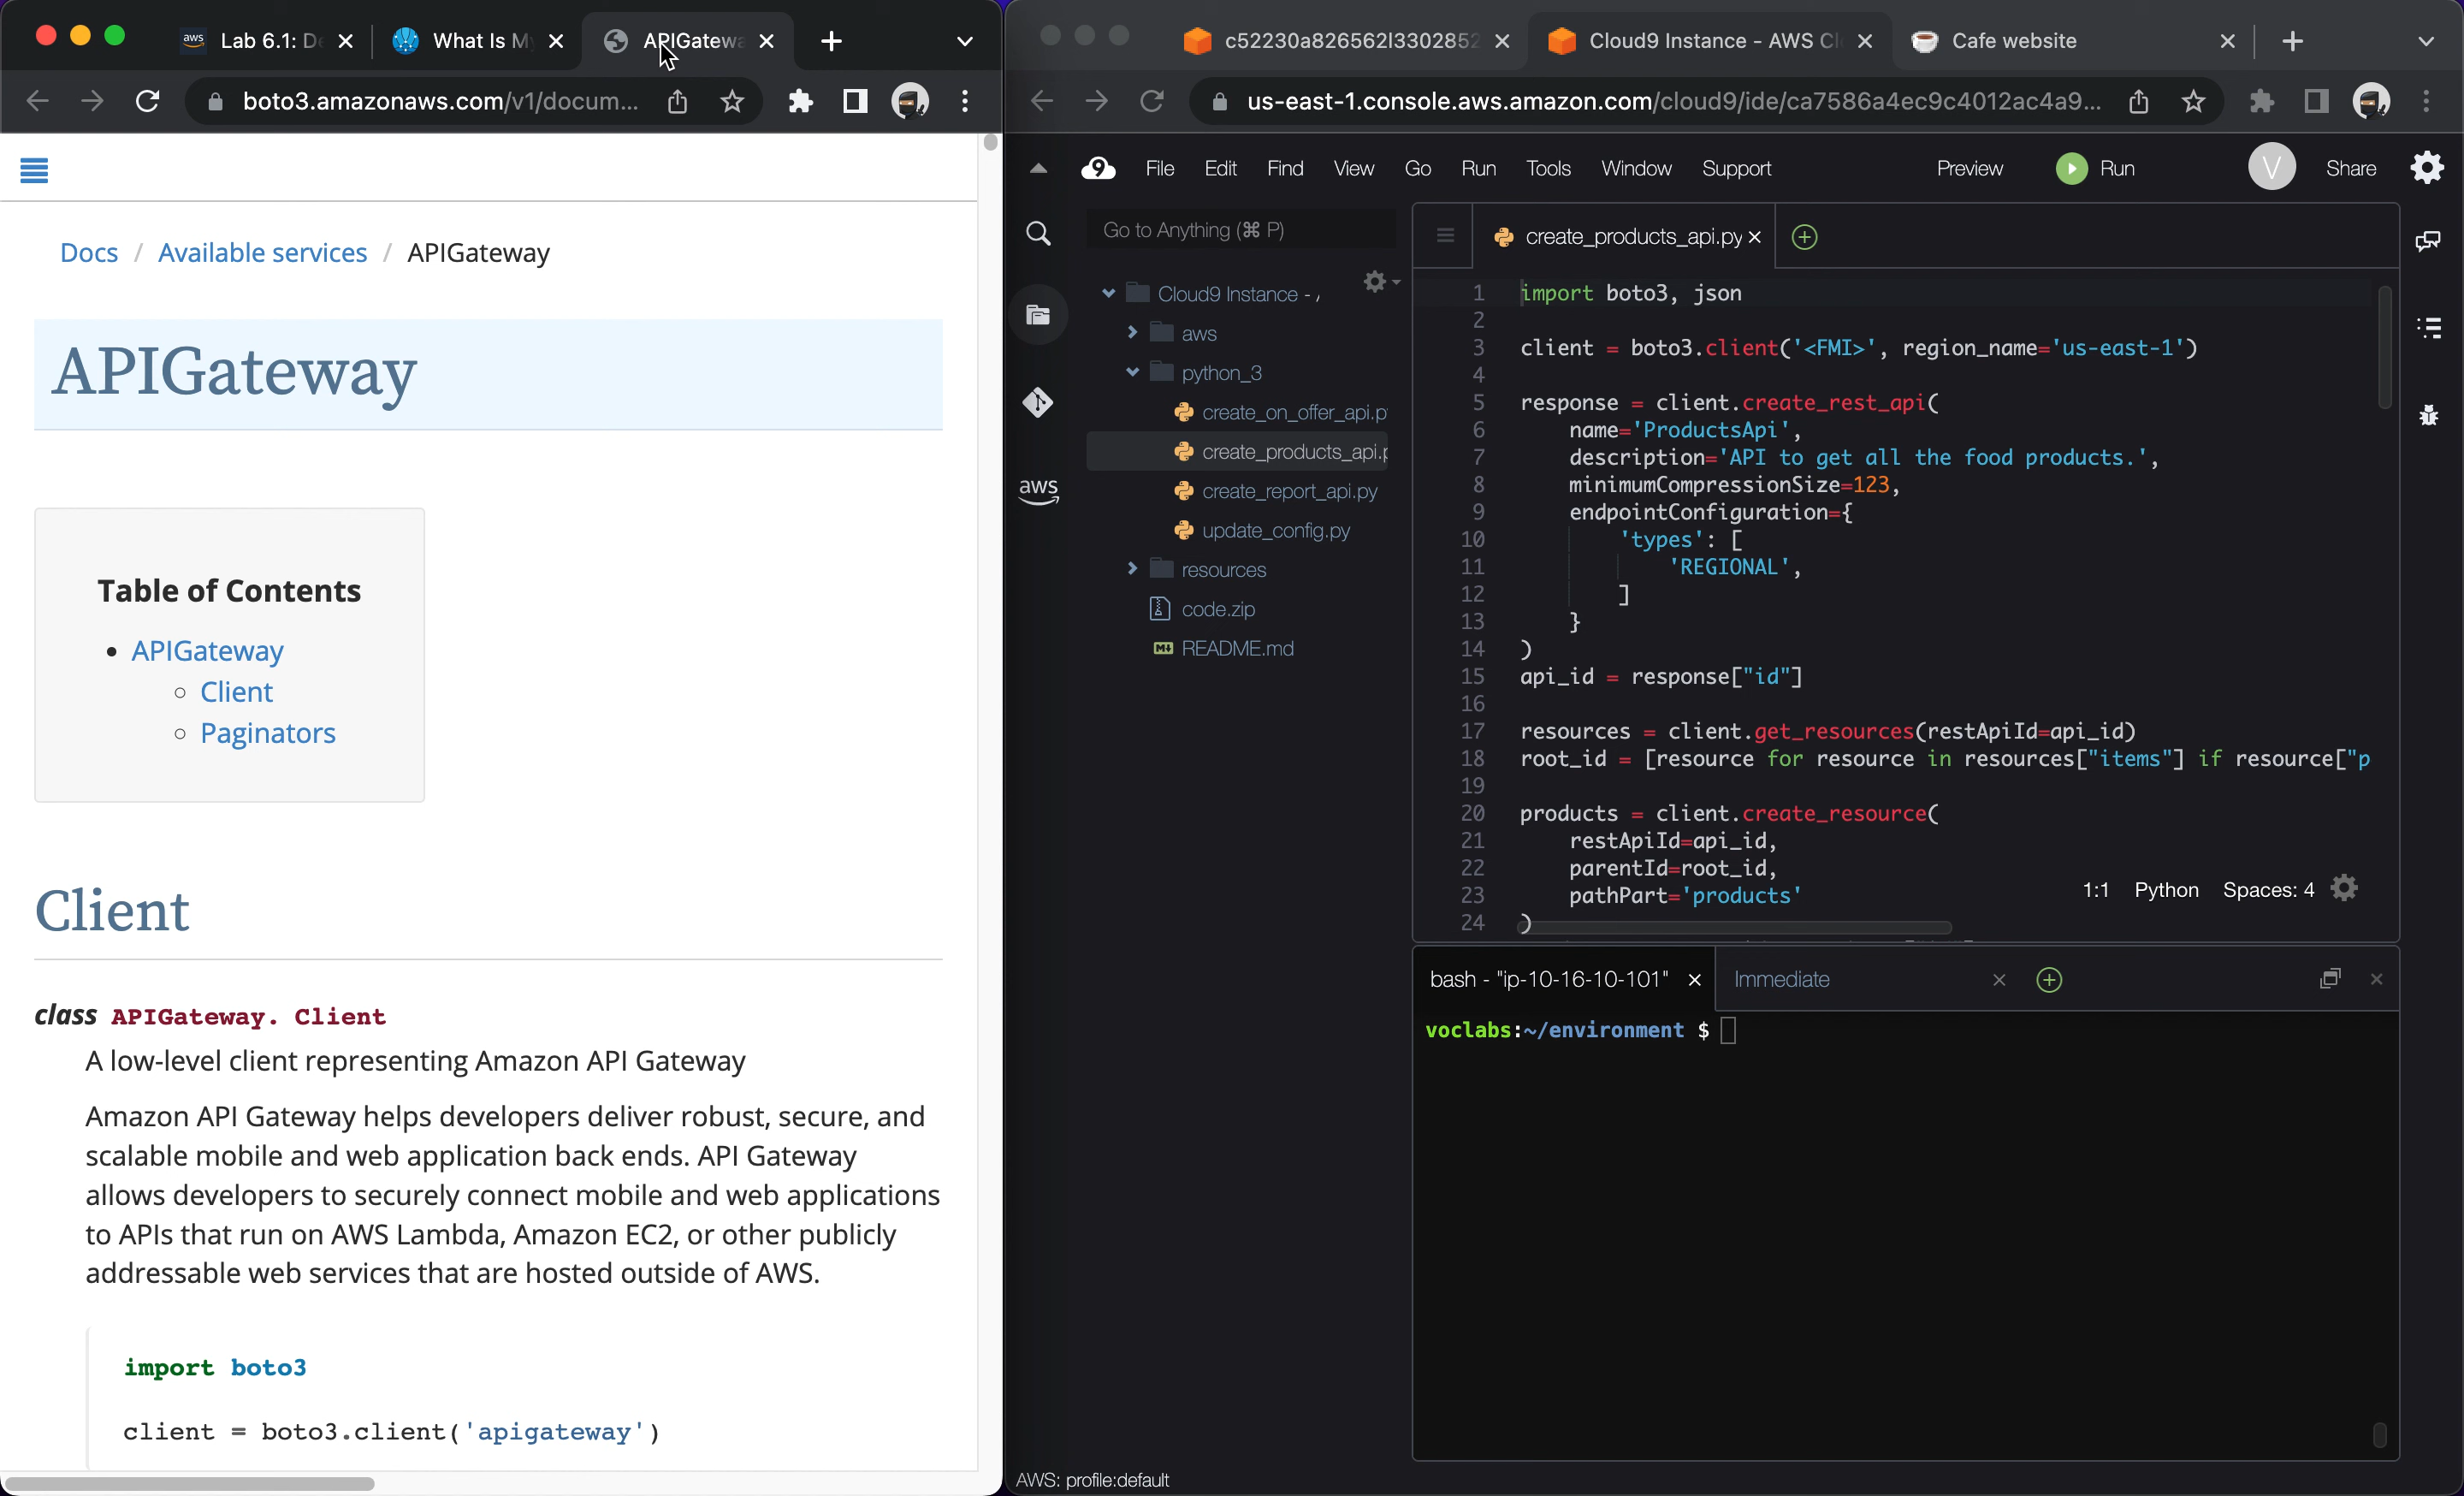 aws Lab 6.1: De
What Is My
APIGatewa
boto3.amazonaws.com/v1/docum...
Docs / Available services / APIGateway
APIGateway
Table of Contents
APIGateway
Client
Paginators
Client
class APIGateway. Client
A low-level client representing Amazon API Gateway
Amazon API Gateway helps developers deliver robust, secure, and
scalable mobile and web application back ends. API Gateway
allows developers to securely connect mobile and web applications
to APIs that run on AWS Lambda, Amazon EC2, or other publicly
addressable web services that are hosted outside of AWS.
import boto3
client = boto3.client('apigateway')
c52230a826562l3302852
Cloud9 Instance - AWS Cl
Cafe website
us-east-1.console.aws.amazon.com/cloud9/ide/ca7586a4ec9c4012ac4a9...
9 File Edit Find View Go Run Tools Window Support Preview Run V Share
Go to Anything (⌘ P)
aws
Cloud9 Instance - /
aws
python_3
create_on_offer_api.p
create_products_api.p
create_report_api.py
update_config.py
resources
code.zip
M↓ README.md
create_products_api.py
1 import boto3, json
2
3 client = boto3.client('<FMI>', region_name='us-east-1')
4
5 response = client.create_rest_api(
6 name='ProductsApi',
7 description='API to get all the food products.',
8 minimumCompressionSize=123,
9 endpointConfiguration={
10 'types': [
11 'REGIONAL',
12 ]
13 }
14 )
15 api_id = response["id"]
16
17 resources = client.get_resources(restApiId=api_id)
18 root_id = [resource for resource in resources["items"] if resource["p
19
20 products = client.create_resource(
21 restApiId=api_id,
22 parentId=root_id,
23 pathPart='products'
24 )
1:1 Python Spaces: 4
bash - "ip-10-16-10-101"
Immediate
voclabs:~/environment $
AWS: profile:default